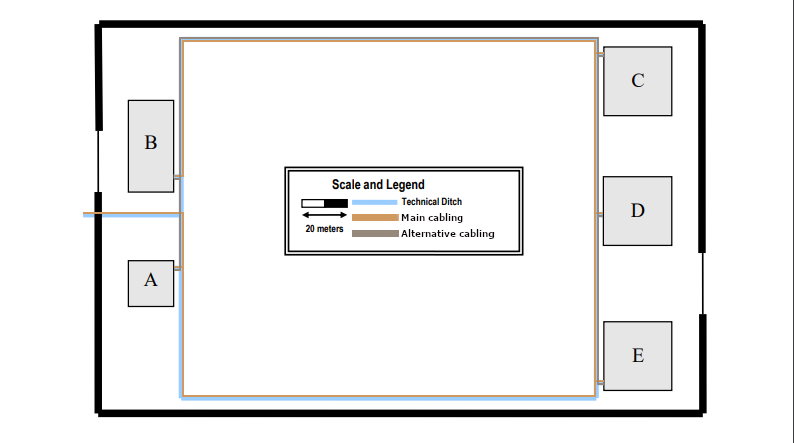 C
B
Scale and Legend
Technical Ditch
Main cabling
20 meters
Alternative cabling
D
A
E